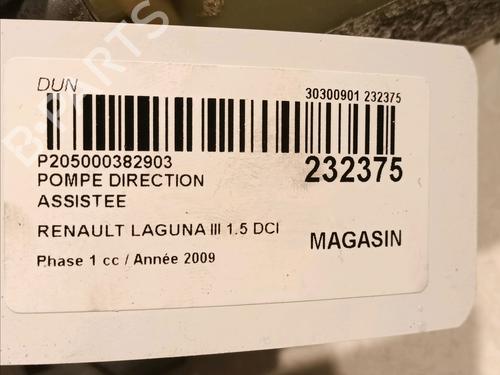 DUN
30300901 232375
P205000382903
232375
POMPE DIRECTION
ASSISTEE
RENAULT LAGUNA III 1.5 DCI
MAGASIN
Phase 1 cc / Année 2009
B-PARTS